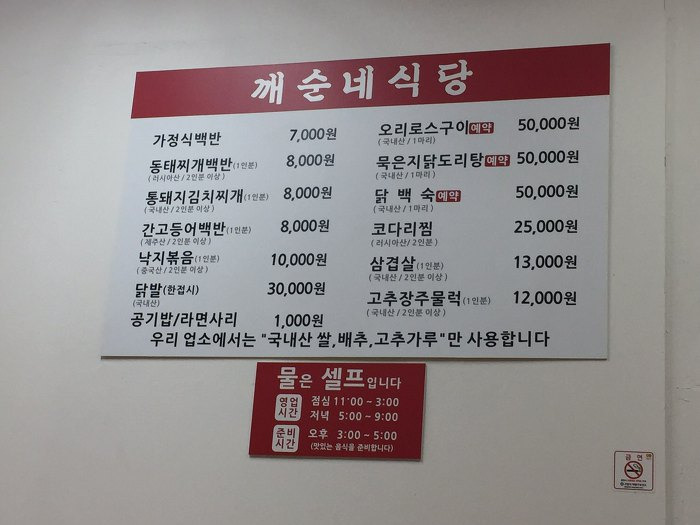 깨순네식당
가정식백반 7,000원
동태찌개백반(1인분) 8,000원
(러시아산/2인분 이상)
통돼지김치찌개(1인분) 8,000원
(국내산/2인분 이상)
간고등어백반(1인분) 8,000원
(제주산/2인분 이상)
낙지볶음(1인분) 10,000원
(중국산/2인분 이상)
닭발(한접시) 30,000원
(국내산)
공기밥/라면사리 1,000원
오리로스구이 예약 50,000원
(국내산/1마리)
묵은지닭도리탕 예약 50,000원
(국내산/1마리)
닭 백 숙 예약 50,000원
(국내산/1마리)
코다리찜 25,000원
(러시아산/2인분)
삼겹살(1인분) 13,000원
(국내산/2인분 이상)
고추장주물럭(1인분) 12,000원
(국내산/2인분 이상)
우리 업소에서는 "국내산 쌀,배추,고추가루"만 사용합니다
물은 셀프입니다
영업시간 점심 11:00 ~ 3:00
저녁 5:00 ~ 9:00
준비시간 오후 3:00 ~ 5:00
(맛있는 음식을 준비합니다)
금연